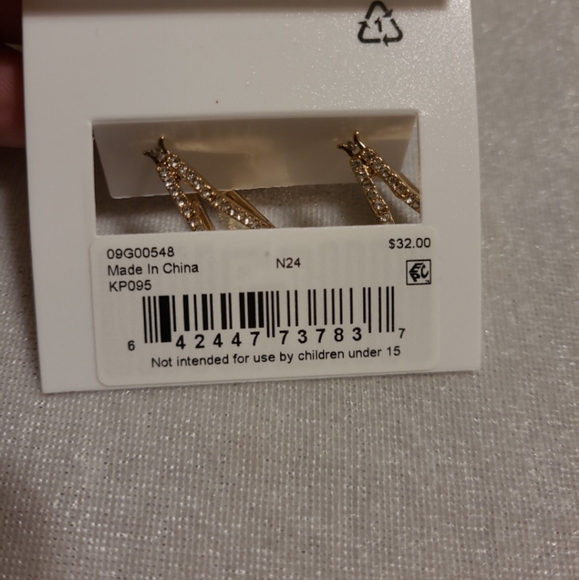 1
09G00548
$32.00
Made In China
N24
KP095
6 42447 73783 7
Not intended for use by children under 15